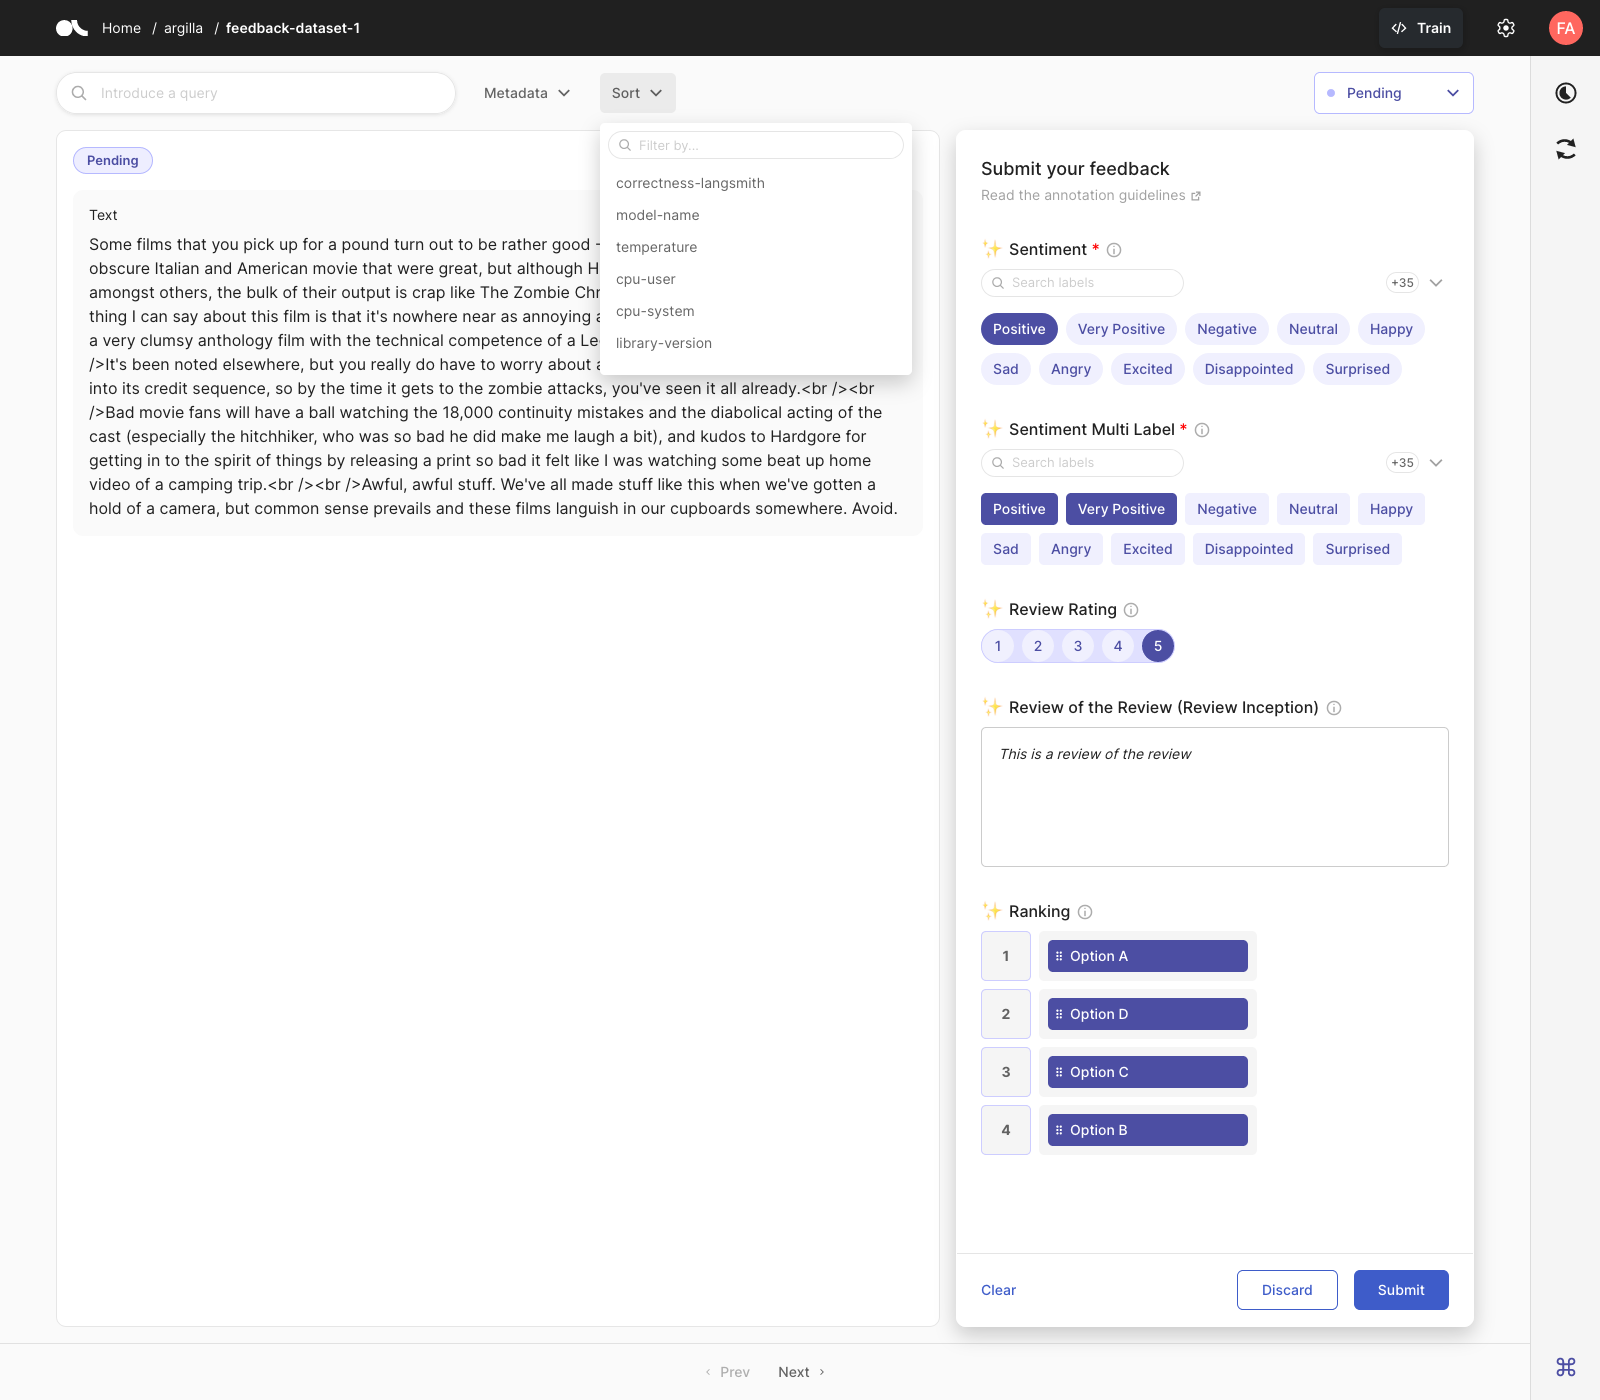 Home / argilla / feedback-dataset-1
Train
FA
Introduce a query
Metadata
Sort
Pending
Pending
Filter by...
correctness-langsmith
model-name
temperature
cpu-user
cpu-system
library-version
Text
Some films that you pick up for a pound turn out to be rather good -
obscure Italian and American movie that were great, but although H
amongst others, the bulk of their output is crap like The Zombie Chr
thing I can say about this film is that it's nowhere near as annoying a
a very clumsy anthology film with the technical competence of a Le
/>It's been noted elsewhere, but you really do have to worry about a
into its credit sequence, so by the time it gets to the zombie attacks, you've seen it all already.<br /><br
/>Bad movie fans will have a ball watching the 18,000 continuity mistakes and the diabolical acting of the
cast (especially the hitchhiker, who was so bad he did make me laugh a bit), and kudos to Hardgore for
getting in to the spirit of things by releasing a print so bad it felt like I was watching some beat up home
video of a camping trip.<br /><br />Awful, awful stuff. We've all made stuff like this when we've gotten a
hold of a camera, but common sense prevails and these films languish in our cupboards somewhere. Avoid.
Submit your feedback
Read the annotation guidelines
Sentiment *
Search labels
+35
Positive Very Positive Negative Neutral Happy
Sad Angry Excited Disappointed Surprised
Sentiment Multi Label *
Search labels
+35
Positive Very Positive Negative Neutral Happy
Sad Angry Excited Disappointed Surprised
Review Rating
1 2 3 4 5
Review of the Review (Review Inception)
This is a review of the review
Ranking
1 Option A
2 Option D
3 Option C
4 Option B
Clear
Discard
Submit
‹ Prev
Next ›